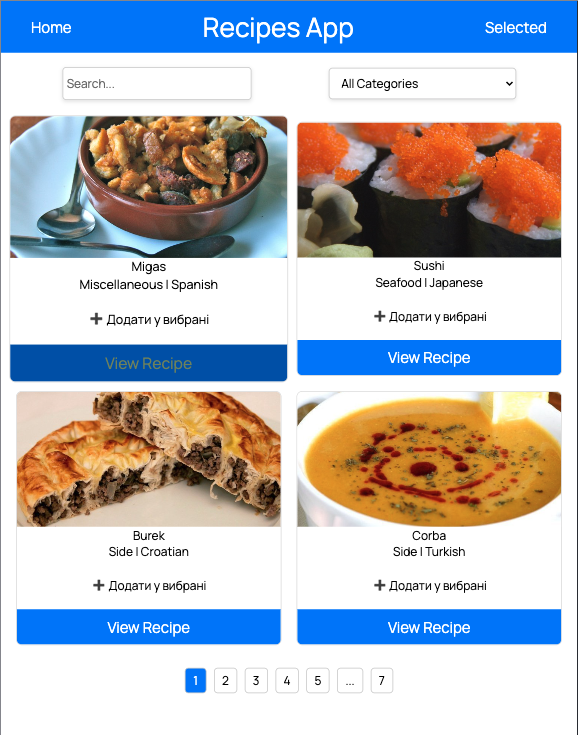 Home
Recipes App
Selected
Search...
All Categories
Migas
Miscellaneous | Spanish
➕ Додати у вибрані
View Recipe
Sushi
Seafood | Japanese
➕ Додати у вибрані
View Recipe
Burek
Side | Croatian
➕ Додати у вибрані
View Recipe
Corba
Side | Turkish
➕ Додати у вибрані
View Recipe
1 2 3 4 5 ... 7